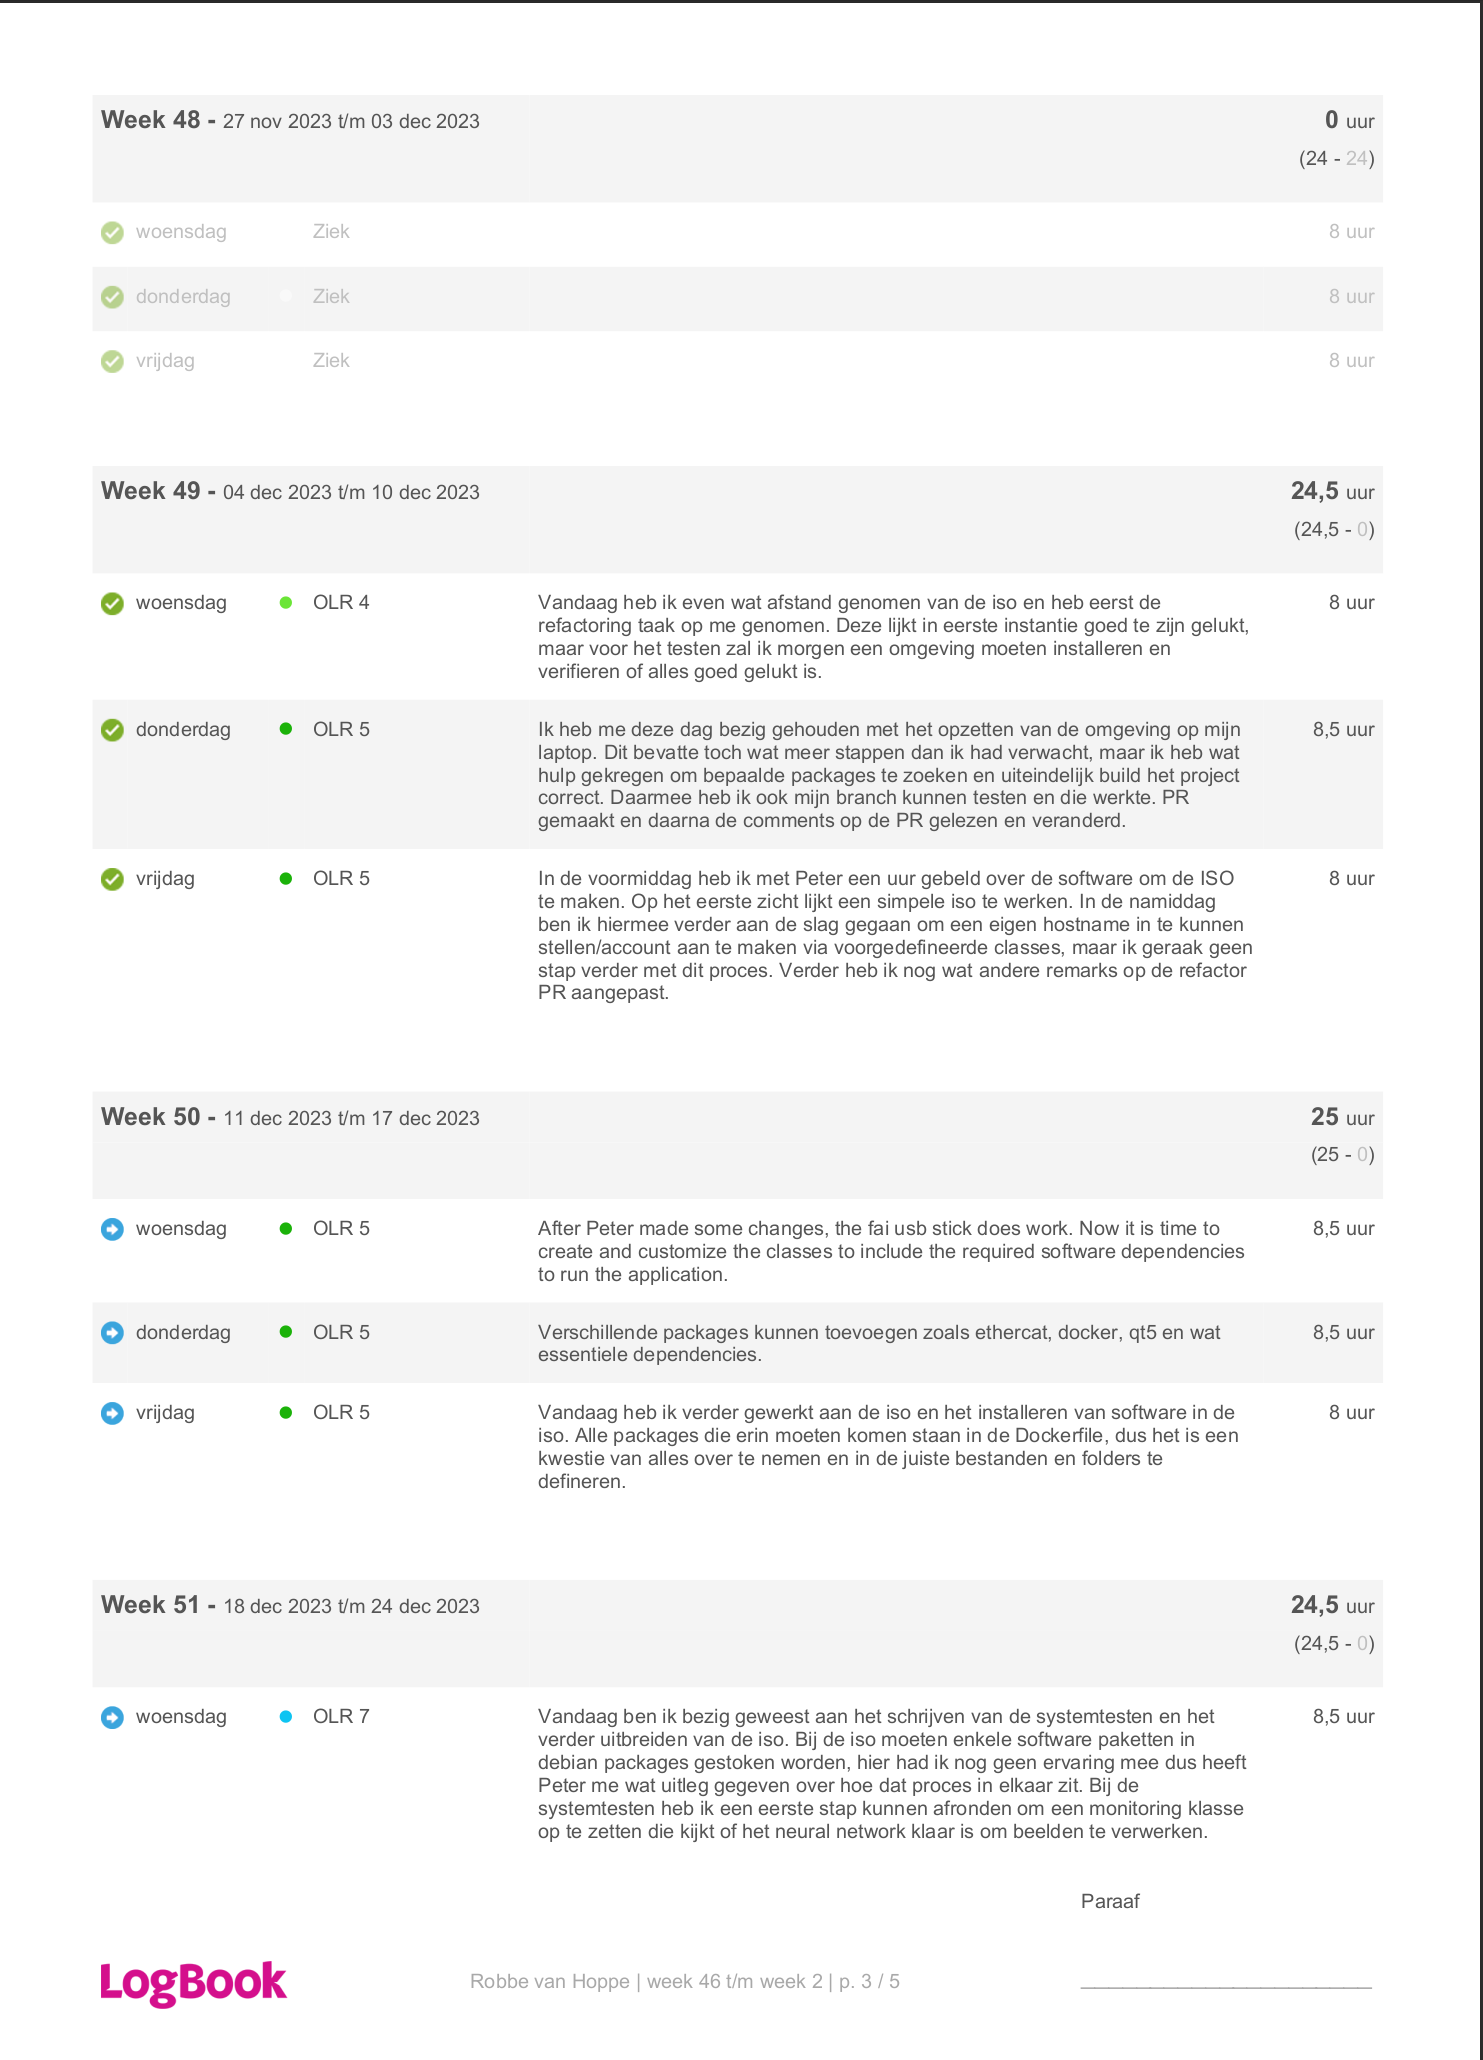 Week 48 - 27 nov 2023 t/m 03 dec 2023 0 uur
(24 - 24)
woensdag Ziek 8 uur
donderdag Ziek 8 uur
vrijdag Ziek 8 uur
Week 49 - 04 dec 2023 t/m 10 dec 2023 24,5 uur
(24,5 - 0)
woensdag OLR 4 Vandaag heb ik even wat afstand genomen van de iso en heb eerst de 8 uur
refactoring taak op me genomen. Deze lijkt in eerste instantie goed te zijn gelukt,
maar voor het testen zal ik morgen een omgeving moeten installeren en
verifieren of alles goed gelukt is.
donderdag OLR 5 Ik heb me deze dag bezig gehouden met het opzetten van de omgeving op mijn 8,5 uur
laptop. Dit bevatte toch wat meer stappen dan ik had verwacht, maar ik heb wat
hulp gekregen om bepaalde packages te zoeken en uiteindelijk build het project
correct. Daarmee heb ik ook mijn branch kunnen testen en die werkte. PR
gemaakt en daarna de comments op de PR gelezen en veranderd.
vrijdag OLR 5 In de voormiddag heb ik met Peter een uur gebeld over de software om de ISO 8 uur
te maken. Op het eerste zicht lijkt een simpele iso te werken. In de namiddag
ben ik hiermee verder aan de slag gegaan om een eigen hostname in te kunnen
stellen/account aan te maken via voorgedefineerde classes, maar ik geraak geen
stap verder met dit proces. Verder heb ik nog wat andere remarks op de refactor
PR aangepast.
Week 50 - 11 dec 2023 t/m 17 dec 2023 25 uur
(25 - 0)
woensdag OLR 5 After Peter made some changes, the fai usb stick does work. Now it is time to 8,5 uur
create and customize the classes to include the required software dependencies
to run the application.
donderdag OLR 5 Verschillende packages kunnen toevoegen zoals ethercat, docker, qt5 en wat 8,5 uur
essentiele dependencies.
vrijdag OLR 5 Vandaag heb ik verder gewerkt aan de iso en het installeren van software in de 8 uur
iso. Alle packages die erin moeten komen staan in de Dockerfile, dus het is een
kwestie van alles over te nemen en in de juiste bestanden en folders te
defineren.
Week 51 - 18 dec 2023 t/m 24 dec 2023 24,5 uur
(24,5 - 0)
woensdag OLR 7 Vandaag ben ik bezig geweest aan het schrijven van de systemtesten en het 8,5 uur
verder uitbreiden van de iso. Bij de iso moeten enkele software paketten in
debian packages gestoken worden, hier had ik nog geen ervaring mee dus heeft
Peter me wat uitleg gegeven over hoe dat proces in elkaar zit. Bij de
systemtesten heb ik een eerste stap kunnen afronden om een monitoring klasse
op te zetten die kijkt of het neural network klaar is om beelden te verwerken.
Paraaf
LogBook Robbe van Hoppe | week 46 t/m week 2 | p. 3 / 5